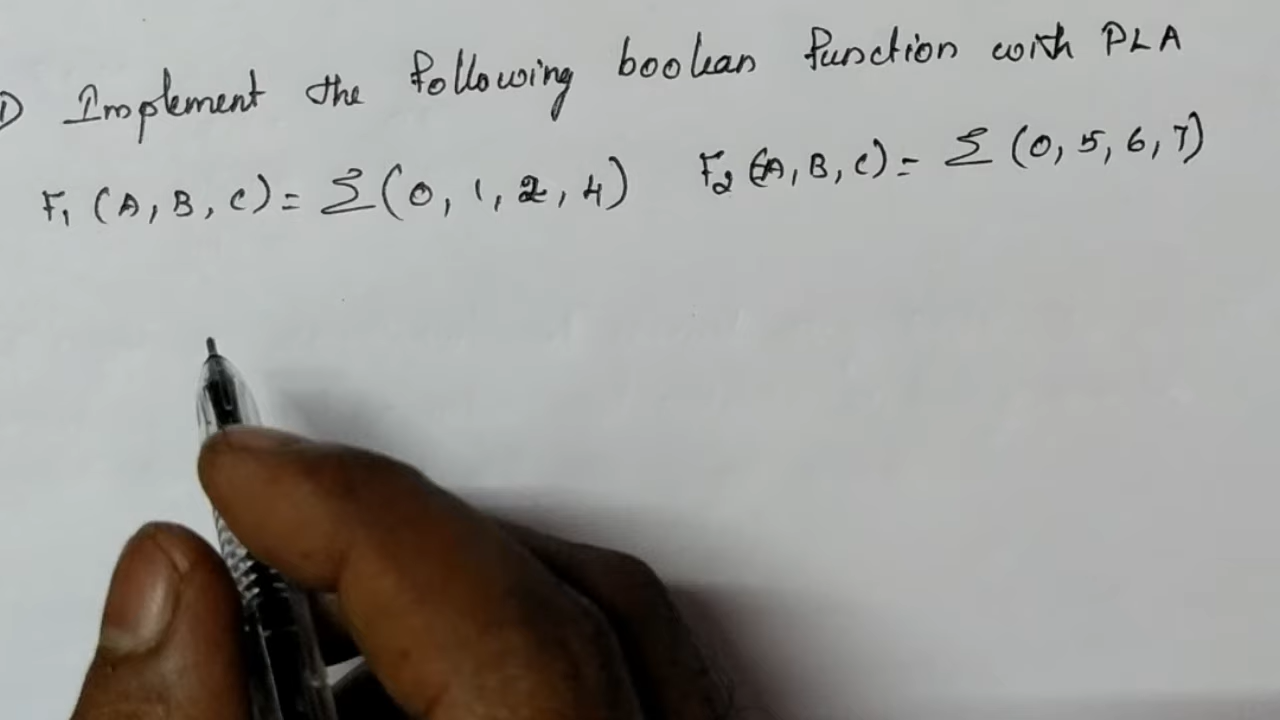 1) Implement the following boolean function with PLA
F₁ (A, B, C) = Σ (0, 1, 2, 4) F₂ (A, B, C) = Σ (0, 5, 6, 7)